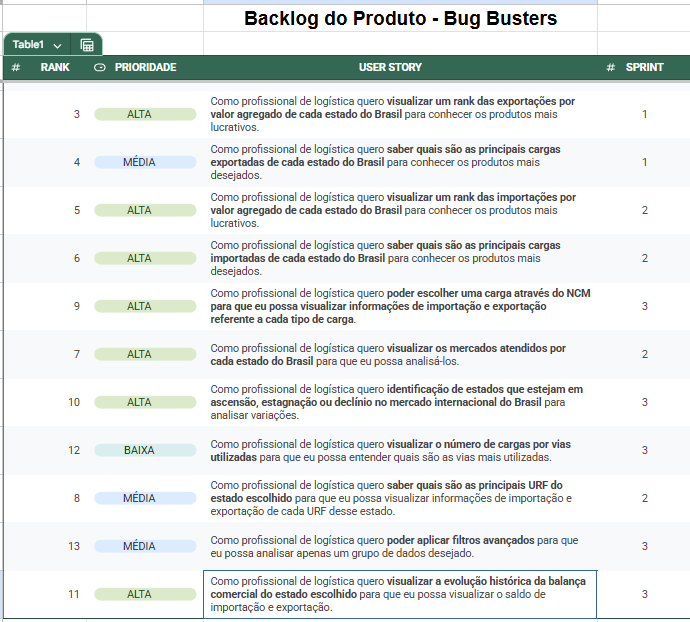 Backlog do Produto - Bug Busters
Table1
# RANK PRIORIDADE USER STORY # SPRINT
3 ALTA Como profissional de logística quero visualizar um rank das exportações por 1
valor agregado de cada estado do Brasil para conhecer os produtos mais
lucrativos.
4 MÉDIA Como profissional de logística quero saber quais são as principais cargas 1
exportadas de cada estado do Brasil para conhecer os produtos mais
desejados.
5 ALTA Como profissional de logística quero visualizar um rank das importações por 2
valor agregado de cada estado do Brasil para conhecer os produtos mais
lucrativos.
6 ALTA Como profissional de logística quero saber quais são as principais cargas 2
importadas de cada estado do Brasil para conhecer os produtos mais
desejados.
9 ALTA Como profissional de logística quero poder escolher uma carga através do NCM 3
para que eu possa visualizar informações de importação e exportação
referente a cada tipo de carga.
7 ALTA Como profissional de logística quero visualizar os mercados atendidos por 2
cada estado do Brasil para que eu possa analisá-los.
10 ALTA Como profissional de logística quero identificação de estados que estejam em 3
ascensão, estagnação ou declínio no mercado internacional do Brasil para
analisar variações.
12 BAIXA Como profissional de logística quero visualizar o número de cargas por vias 3
utilizadas para que eu possa entender quais são as vias mais utilizadas.
8 MÉDIA Como profissional de logística quero saber quais são as principais URF do 2
estado escolhido para que eu possa visualizar informações de importação e
exportação de cada URF desse estado.
13 MÉDIA Como profissional de logística quero poder aplicar filtros avançados para que 3
eu possa analisar apenas um grupo de dados desejado.
11 ALTA Como profissional de logística quero visualizar a evolução histórica da balança 3
comercial do estado escolhido para que eu possa visualizar o saldo de
importação e exportação.